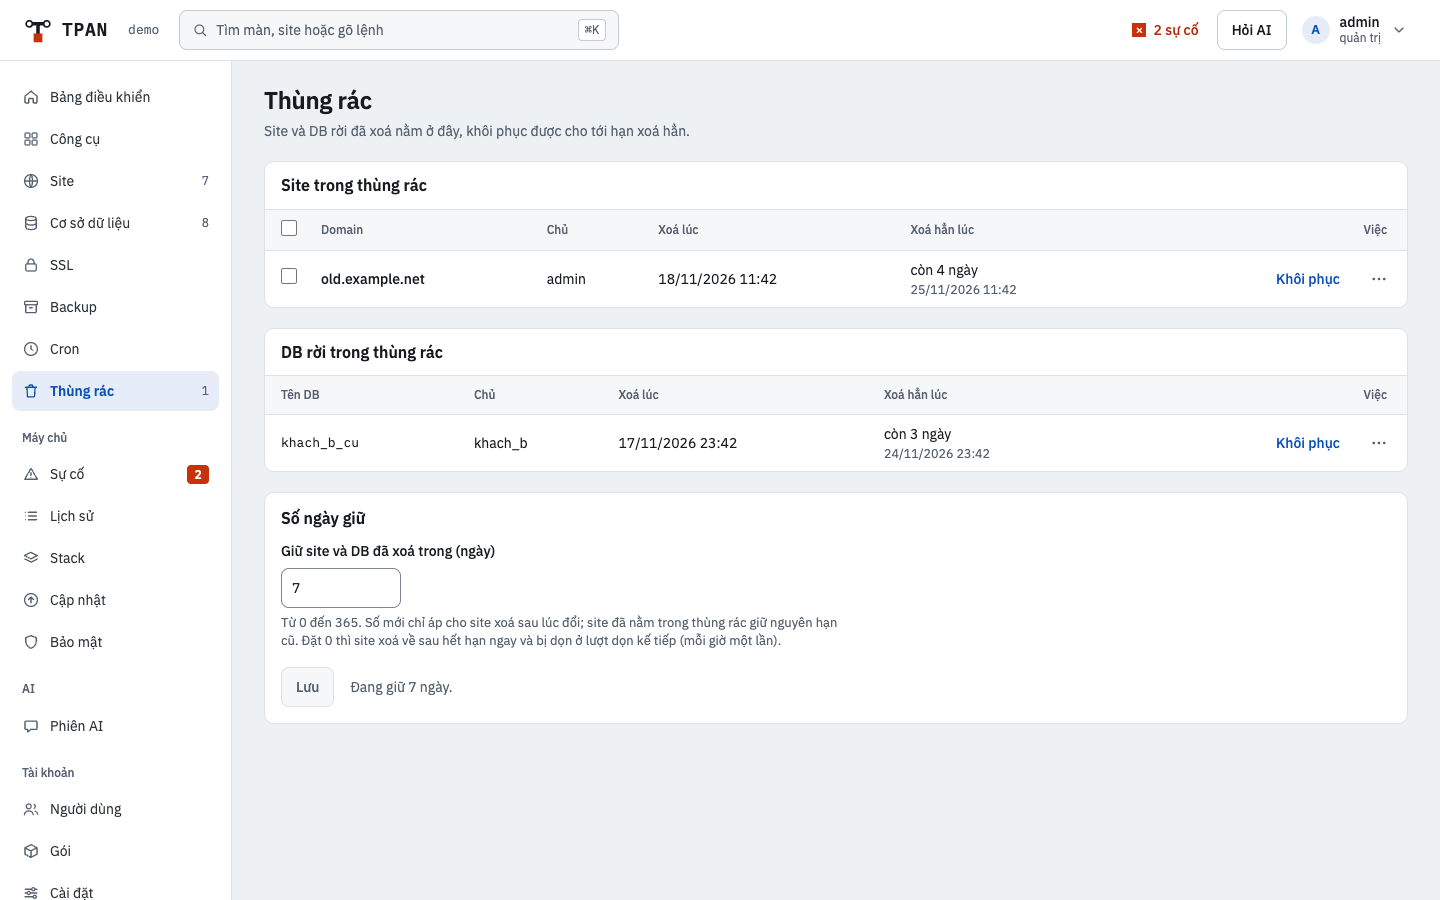 TPAN demo
Tìm màn, site hoặc gõ lệnh ⌘K
2 sự cố
Hỏi AI
A
admin
quản trị
Bảng điều khiển
Công cụ
Site 7
Cơ sở dữ liệu 8
SSL
Backup
Cron
Thùng rác 1
Máy chủ
Sự cố 2
Lịch sử
Stack
Cập nhật
Bảo mật
AI
Phiên AI
Tài khoản
Người dùng
Gói
Cài đặt
Thùng rác
Site và DB rời đã xoá nằm ở đây, khôi phục được cho tới hạn xoá hẳn.
Site trong thùng rác
Domain Chủ Xoá lúc Xoá hẳn lúc Việc
old.example.net admin 18/11/2026 11:42 còn 4 ngày Khôi phục ···
25/11/2026 11:42
DB rời trong thùng rác
Tên DB Chủ Xoá lúc Xoá hẳn lúc Việc
khach_b_cu khach_b 17/11/2026 23:42 còn 3 ngày Khôi phục ···
24/11/2026 23:42
Số ngày giữ
Giữ site và DB đã xoá trong (ngày)
7
Từ 0 đến 365. Số mới chỉ áp cho site xoá sau lúc đổi; site đã nằm trong thùng rác giữ nguyên hạn
cũ. Đặt 0 thì site xoá về sau hết hạn ngay và bị dọn ở lượt dọn kế tiếp (mỗi giờ một lần).
Lưu Đang giữ 7 ngày.